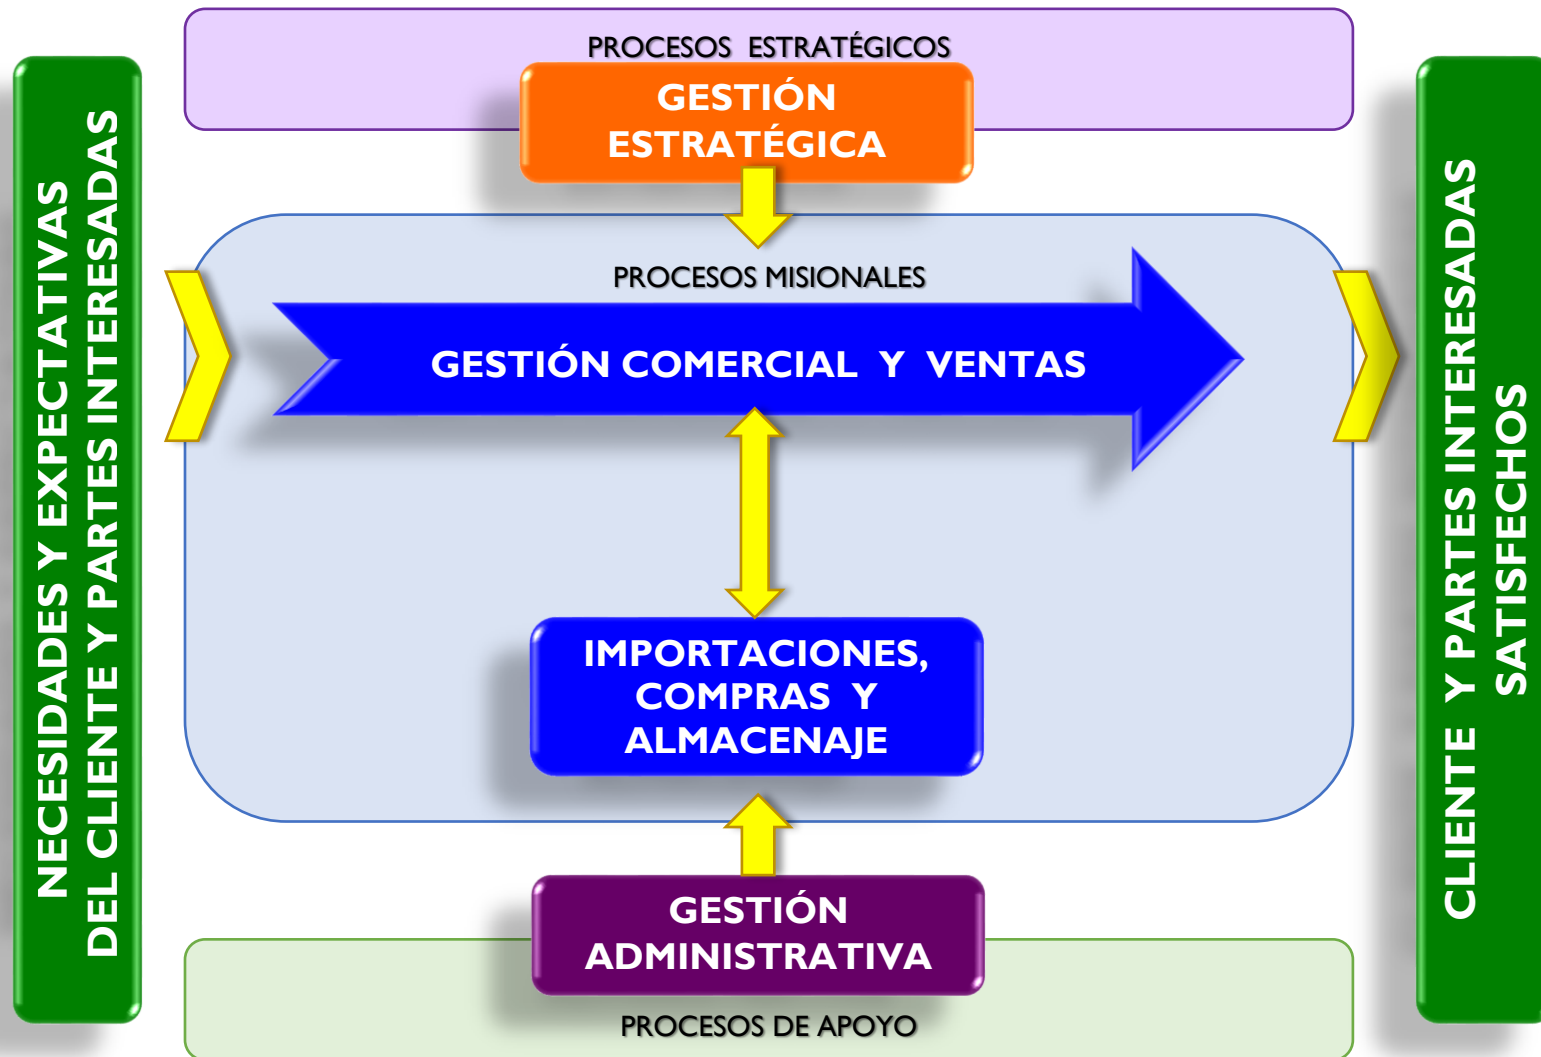 PROCESOS ESTRATÉGICOS
GESTIÓN
ESTRATÉGICA
NECESIDADES Y EXPECTATIVAS
DEL CLIENTE Y PARTES INTERESADAS
PROCESOS MISIONALES
GESTIÓN COMERCIAL Y VENTAS
IMPORTACIONES,
COMPRAS Y
ALMACENAJE
GESTIÓN
ADMINISTRATIVA
PROCESOS DE APOYO
CLIENTE Y PARTES INTERESADAS
SATISFECHOS